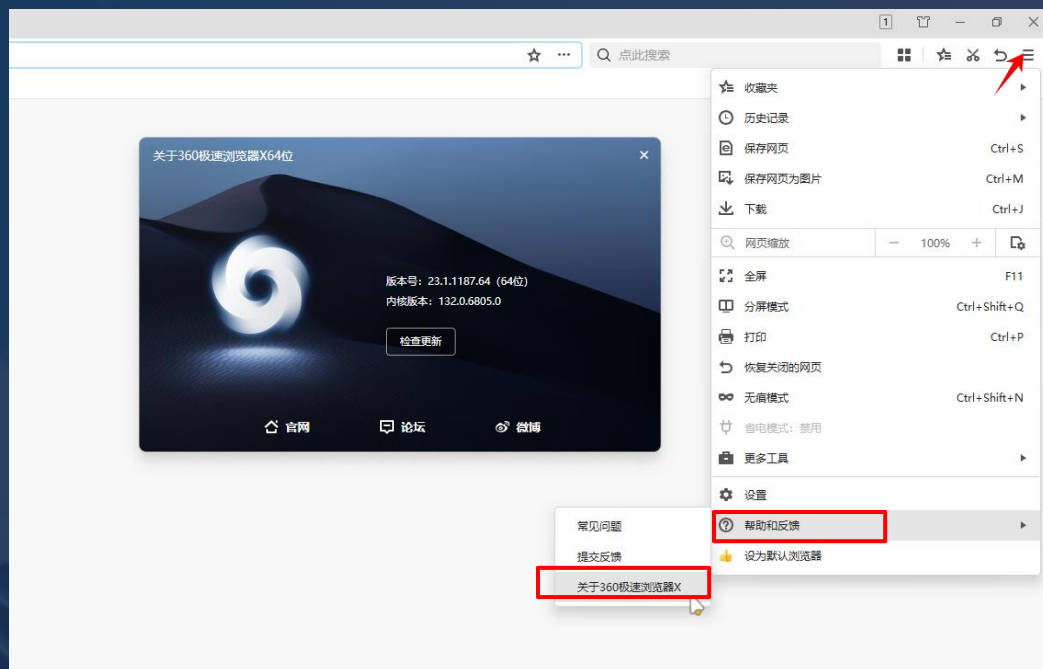 1
点此搜索
收藏夹
历史记录
保存网页 Ctrl+S
保存网页为图片 Ctrl+M
下载 Ctrl+J
网页缩放 − 100% +
全屏 F11
分屏模式 Ctrl+Shift+Q
打印 Ctrl+P
恢复关闭的网页
无痕模式 Ctrl+Shift+N
省电模式：禁用
更多工具
设置
帮助和反馈
设为默认浏览器
常见问题
提交反馈
关于360极速浏览器X
关于360极速浏览器X64位
版本号：23.1.1187.64 (64位)
内核版本：132.0.6805.0
检查更新
官网 论坛 微博